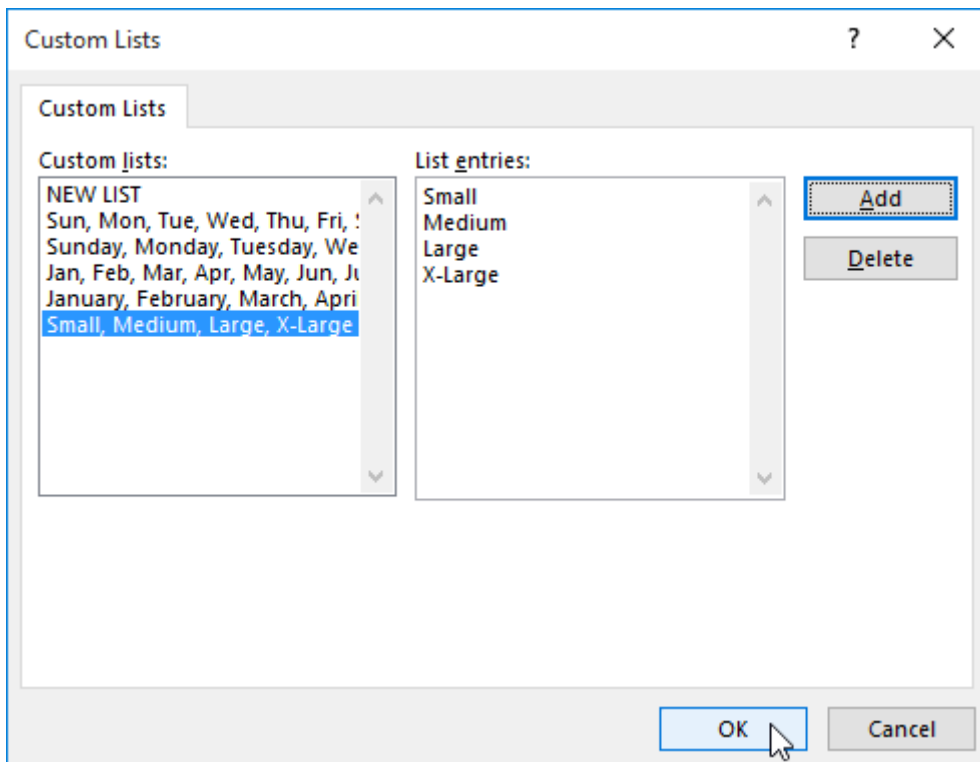 Custom Lists
?
Custom Lists
Custom lists:
NEW LIST
Sun, Mon, Tue, Wed, Thu, Fri,
Sunday, Monday, Tuesday, We
Jan, Feb, Mar, Apr, May, Jun,
January, February, March, Apri
Small, Medium, Large, X-Large
List entries:
Small
Medium
Large
X-Large
Add
Delete
OK
Cancel